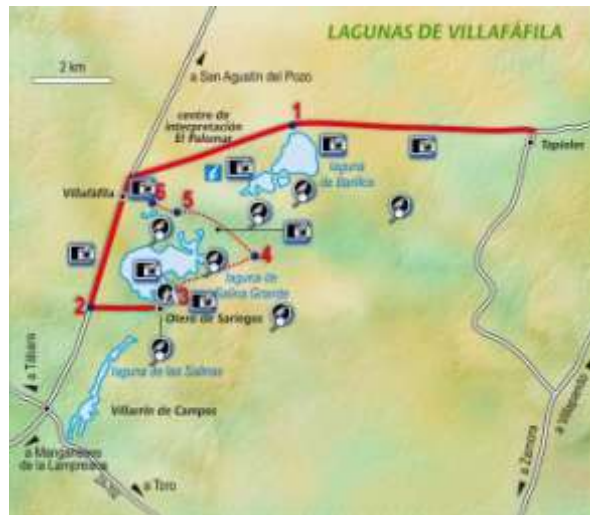 LAGUNAS DE VILLAFÁFILA
2 km
a San Agustín del Pozo
centro de
interpretación
El Palomar
1
Tapioles
laguna
de Barillos
Villafáfila
6
5
4
laguna de
Salina Grande
3
2
Otero de Sariegos
laguna de las Salinas
a Tábara
Villarrín de Campos
a Manganeses
de la Lampreana
a Toro
a Zamora
a Villalpando